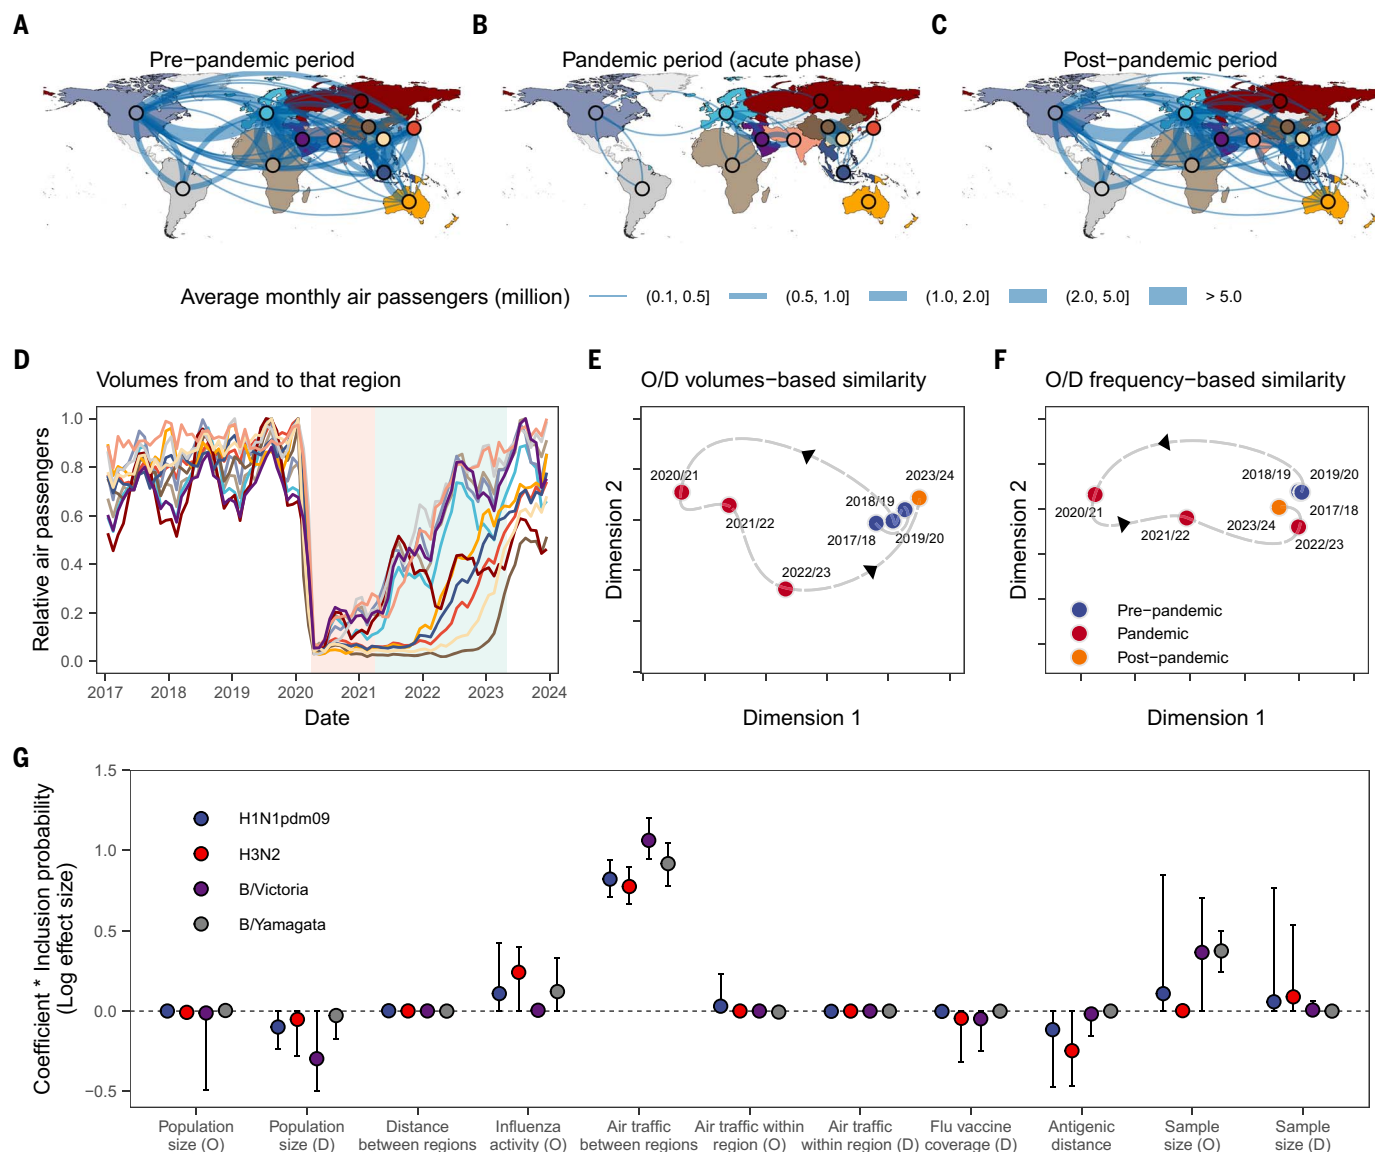 A
B
C
Pre−pandemic period
Pandemic period (acute phase)
Post−pandemic period
Average monthly air passengers (million)
(0.1, 0.5]
(0.5, 1.0]
(1.0, 2.0]
(2.0, 5.0]
> 5.0
D
Volumes from and to that region
Relative air passengers
1.0
0.8
0.6
0.4
0.2
0.0
2017
2018
2019
2020
2021
2022
2023
2024
Date
E
O/D volumes−based similarity
Dimension 2
2020/21
2021/22
2022/23
2018/19
2017/18
2019/20
2023/24
Dimension 1
F
O/D frequency−based similarity
Dimension 2
2020/21
2021/22
2018/19
2019/20
2017/18
2023/24
2022/23
Pre−pandemic
Pandemic
Post−pandemic
Dimension 1
G
Coefficient * Inclusion probability
(Log effect size)
1.5
1.0
0.5
0.0
−0.5
H1N1pdm09
H3N2
B/Victoria
B/Yamagata
Population
size (O)
Population
size (D)
Distance
between regions
Influenza
activity (O)
Air traffic
between regions
Air traffic within
region (O)
Air traffic
within region (D)
Flu vaccine
coverage (D)
Antigenic
distance
Sample
size (O)
Sample
size (D)